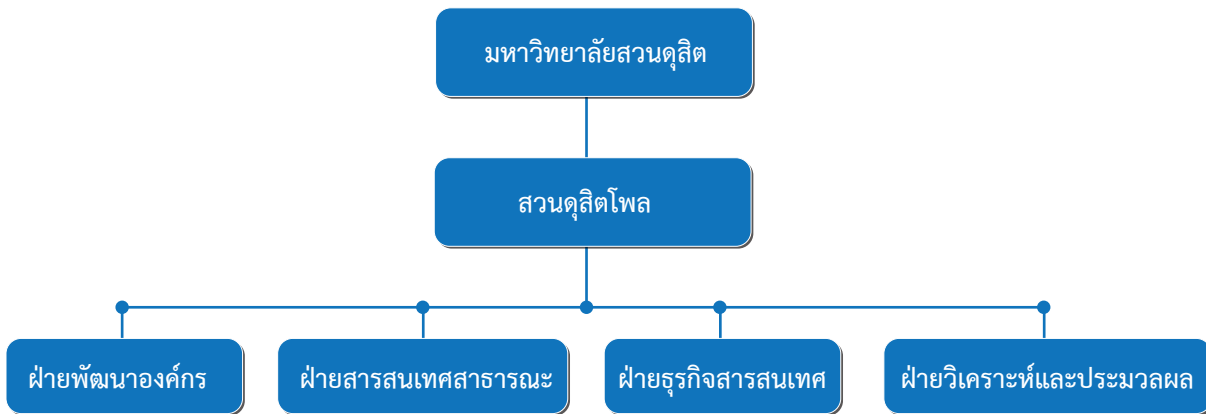 มหาวิทยาลัยสวนดุสิต
สวนดุสิตโพล
ฝ่ายพัฒนาองค์กร
ฝ่ายสารสนเทศสาธารณะ
ฝ่ายธุรกิจสารสนเทศ
ฝ่ายวิเคราะห์และประมวลผล